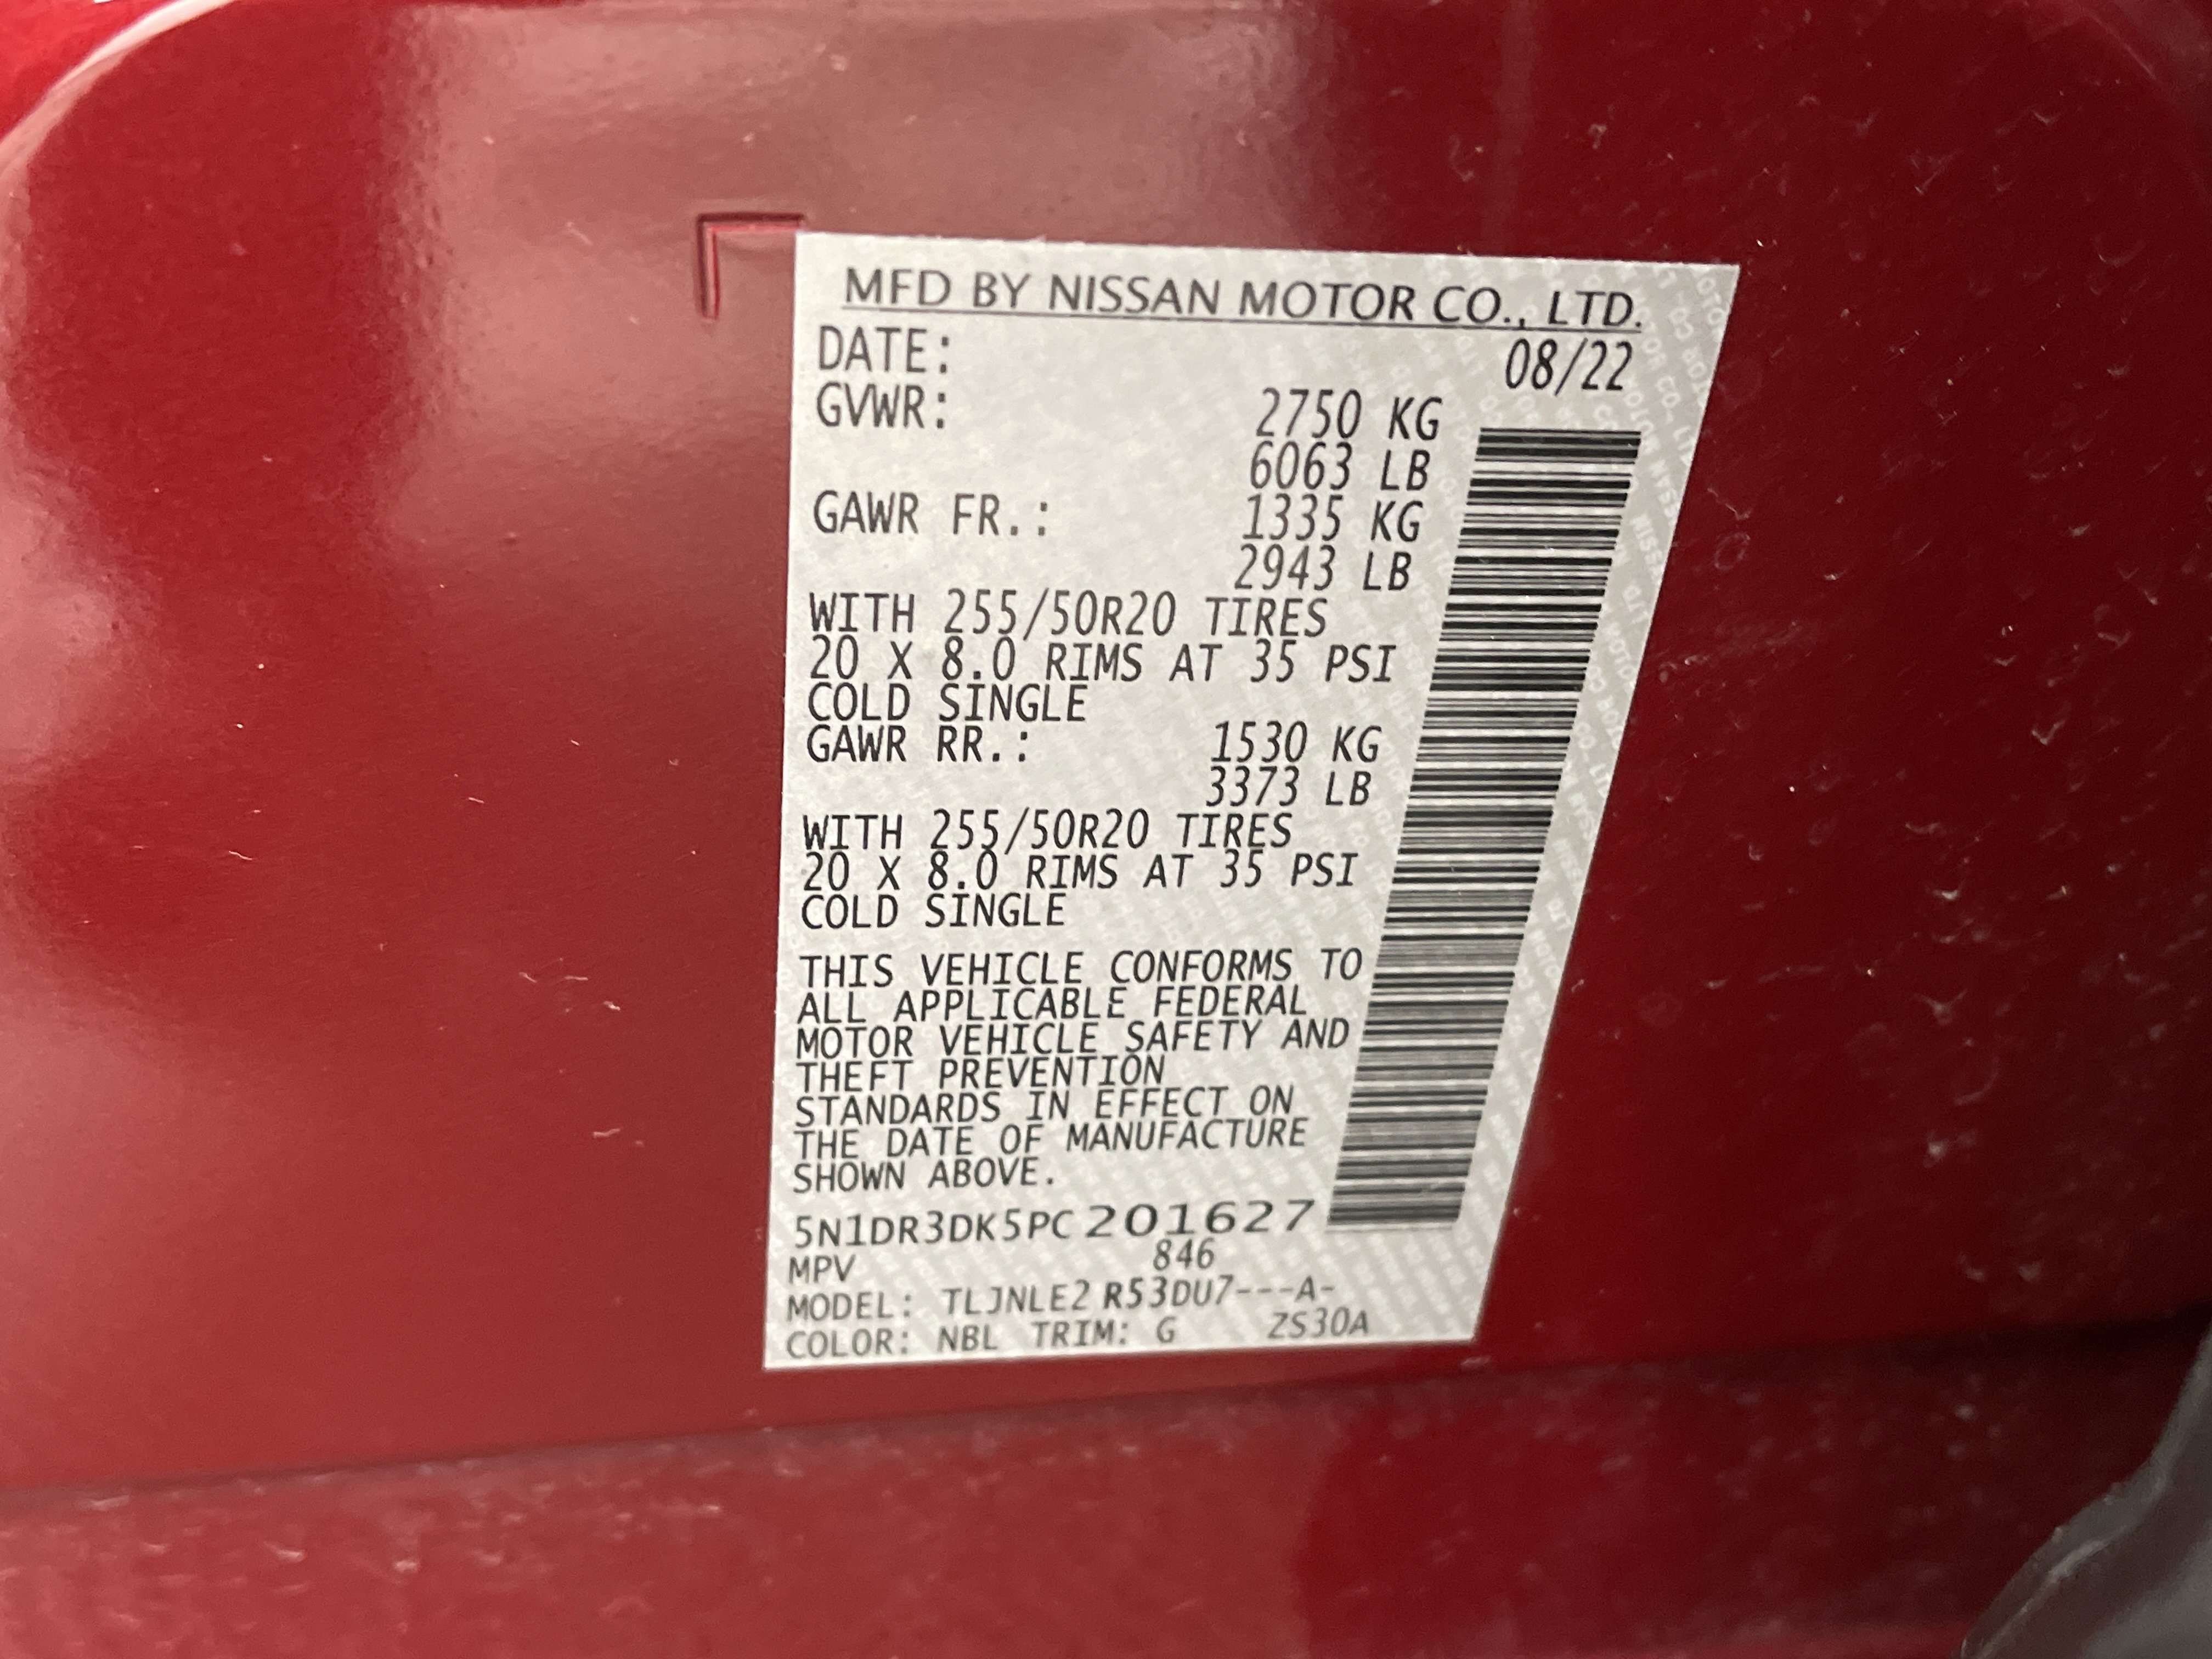 MFD BY NISSAN MOTOR CO., LTD.
DATE: 08/22
GVWR: 2750 KG
6063 LB
GAWR FR.: 1335 KG
2943 LB
WITH 255/50R20 TIRES
20 X 8.0 RIMS AT 35 PSI
COLD SINGLE
GAWR RR.: 1530 KG
3373 LB
WITH 255/50R20 TIRES
20 X 8.0 RIMS AT 35 PSI
COLD SINGLE
THIS VEHICLE CONFORMS TO
ALL APPLICABLE FEDERAL
MOTOR VEHICLE SAFETY AND
THEFT PREVENTION
STANDARDS IN EFFECT ON
THE DATE OF MANUFACTURE
SHOWN ABOVE.
5N1DR3DK5PC201627
MPV 846
MODEL: TLJNLE2 R53DU7---A-
COLOR: NBL TRIM: G ZS30A